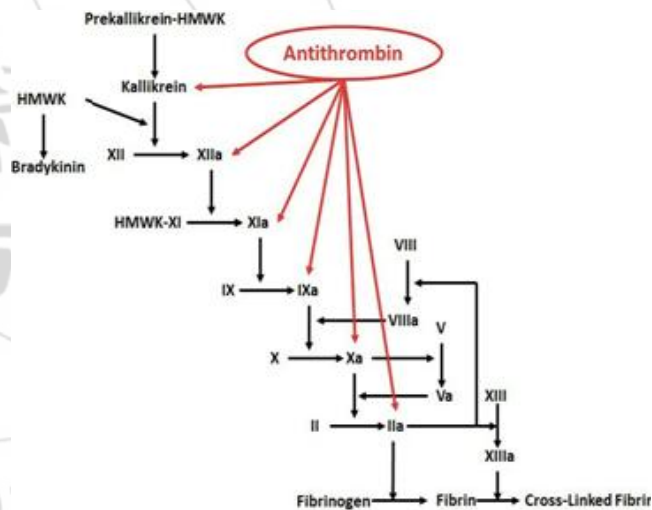 Prekallikrein-HMWK
Antithrombin
Kallikrein
HMWK
XII
XIIa
Bradykinin
HMWK-XI
XIa
VIII
IX
IXa
VIIIa
V
X
Xa
Va
XIII
II
IIa
XIIIa
Fibrinogen
Fibrin
Cross-Linked Fibrin